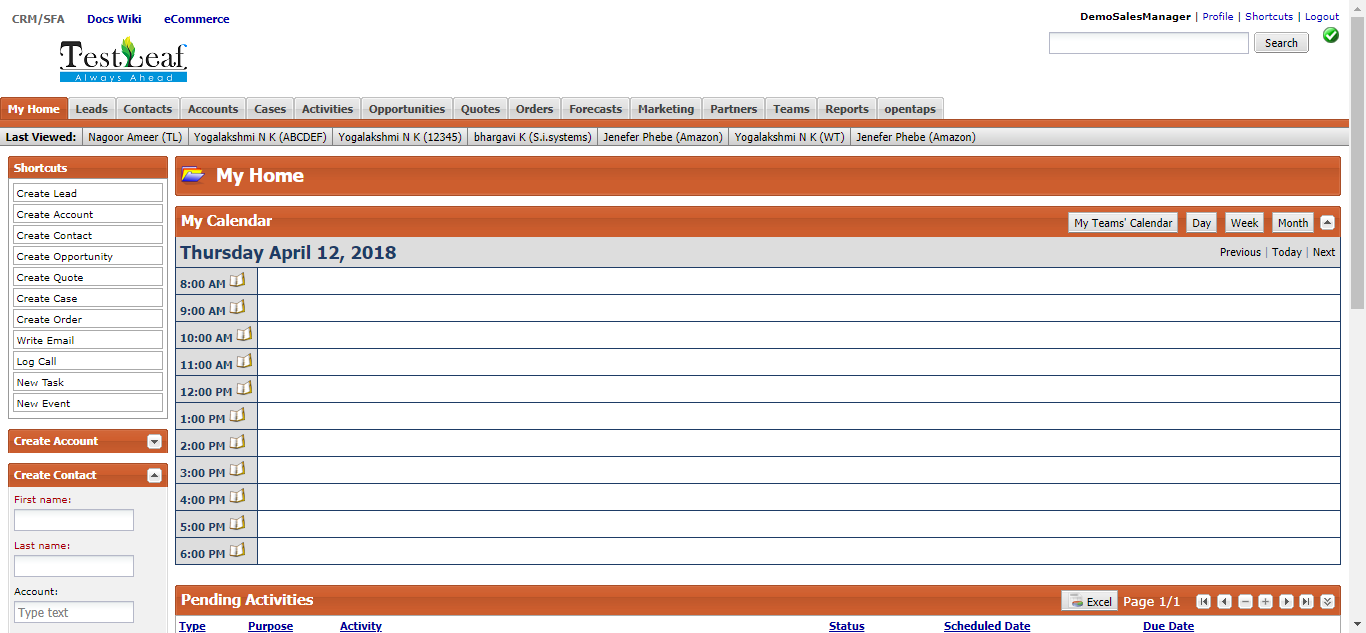 CRM/SFA Docs Wiki eCommerce
DemoSalesManager | Profile | Shortcuts | Logout
Search
TestLeaf
Always Ahead
My Home Leads Contacts Accounts Cases Activities Opportunities Quotes Orders Forecasts Marketing Partners Teams Reports opentaps
Last Viewed: Nagoor Ameer (TL) Yogalakshmi N K (ABCDEF) Yogalakshmi N K (12345) bhargavi K (S.i.systems) Jenefer Phebe (Amazon) Yogalakshmi N K (WT) Jenefer Phebe (Amazon)
Shortcuts
Create Lead
Create Account
Create Contact
Create Opportunity
Create Quote
Create Case
Create Order
Write Email
Log Call
New Task
New Event
Create Account
Create Contact
First name:
Last name:
Account:
Type text
My Home
My Calendar My Teams' Calendar Day Week Month
Thursday April 12, 2018 Previous | Today | Next
8:00 AM
9:00 AM
10:00 AM
11:00 AM
12:00 PM
1:00 PM
2:00 PM
3:00 PM
4:00 PM
5:00 PM
6:00 PM
Pending Activities Excel Page 1/1
Type Purpose Activity Status Scheduled Date Due Date